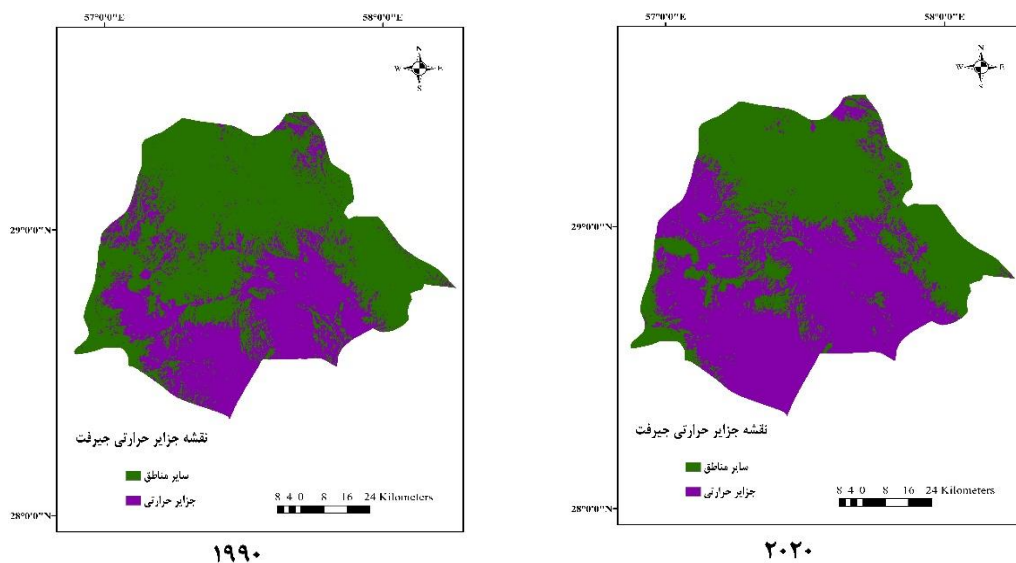 57°0'0"E 58°0'0"E
N
W E
S
29°0'0"N
نقشه جزایر حرارتی جیرفت
سایر مناطق
جزایر حرارتی
8 4 0 8 16 24 Kilometers
28°0'0"N
۱۹۹۰
57°0'0"E 58°0'0"E
N
W E
S
29°0'0"N
نقشه جزایر حرارتی جیرفت
سایر مناطق
جزایر حرارتی
8 4 0 8 16 24 Kilometers
28°0'0"N
۲۰۲۰